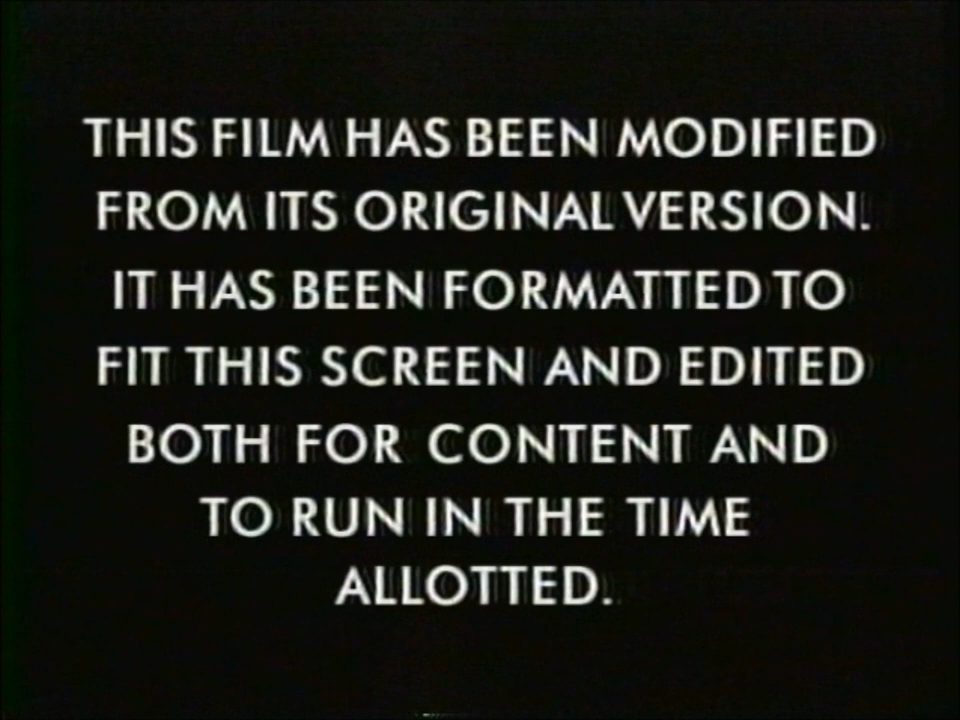 THIS FILM HAS BEEN MODIFIED
FROM ITS ORIGINAL VERSION.
IT HAS BEEN FORMATTED TO
FIT THIS SCREEN AND EDITED
BOTH FOR CONTENT AND
TO RUN IN THE TIME
ALLOTTED.